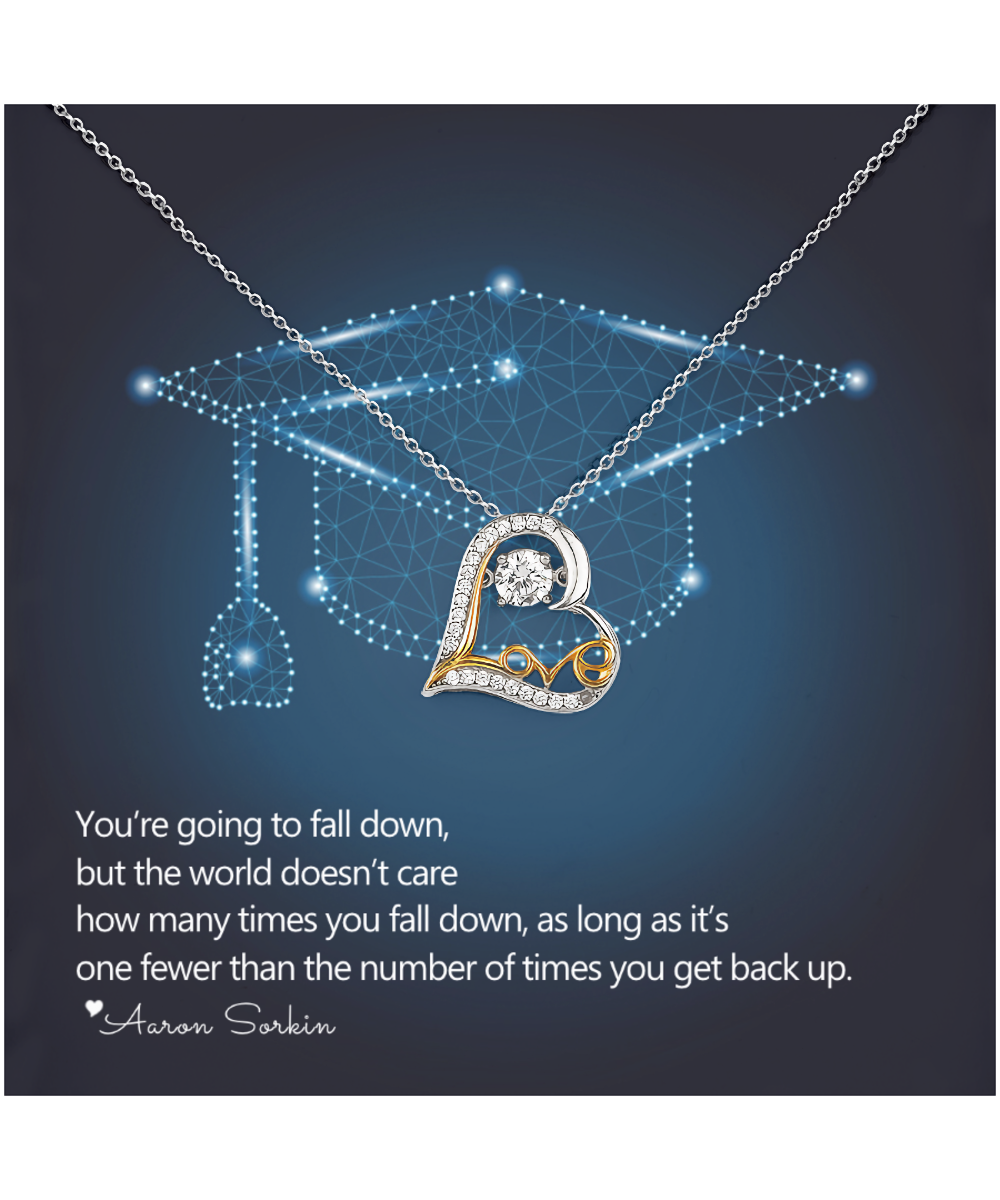 Love
You’re going to fall down,
but the world doesn’t care
how many times you fall down, as long as it’s
one fewer than the number of times you get back up.
Aaron Sorkin